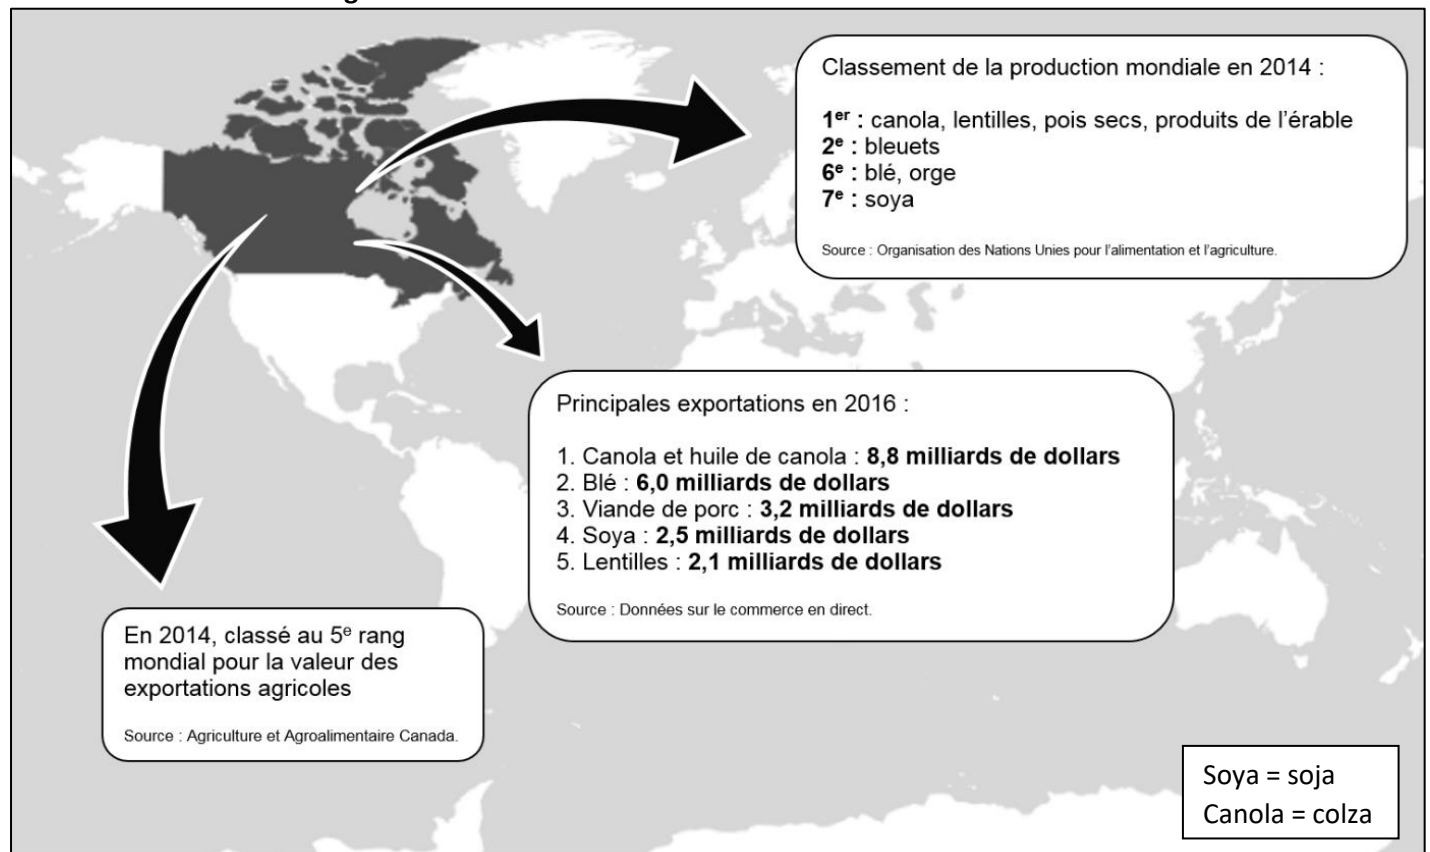 Classement de la production mondiale en 2014 :
1er : canola, lentilles, pois secs, produits de l’érable
2e : bleuets
6e : blé, orge
7e : soya
Source : Organisation des Nations Unies pour l’alimentation et l’agriculture.
Principales exportations en 2016 :
1. Canola et huile de canola : 8,8 milliards de dollars
2. Blé : 6,0 milliards de dollars
3. Viande de porc : 3,2 milliards de dollars
4. Soya : 2,5 milliards de dollars
5. Lentilles : 2,1 milliards de dollars
Source : Données sur le commerce en direct.
En 2014, classé au 5e rang
mondial pour la valeur des
exportations agricoles
Source : Agriculture et Agroalimentaire Canada.
Soya = soja
Canola = colza